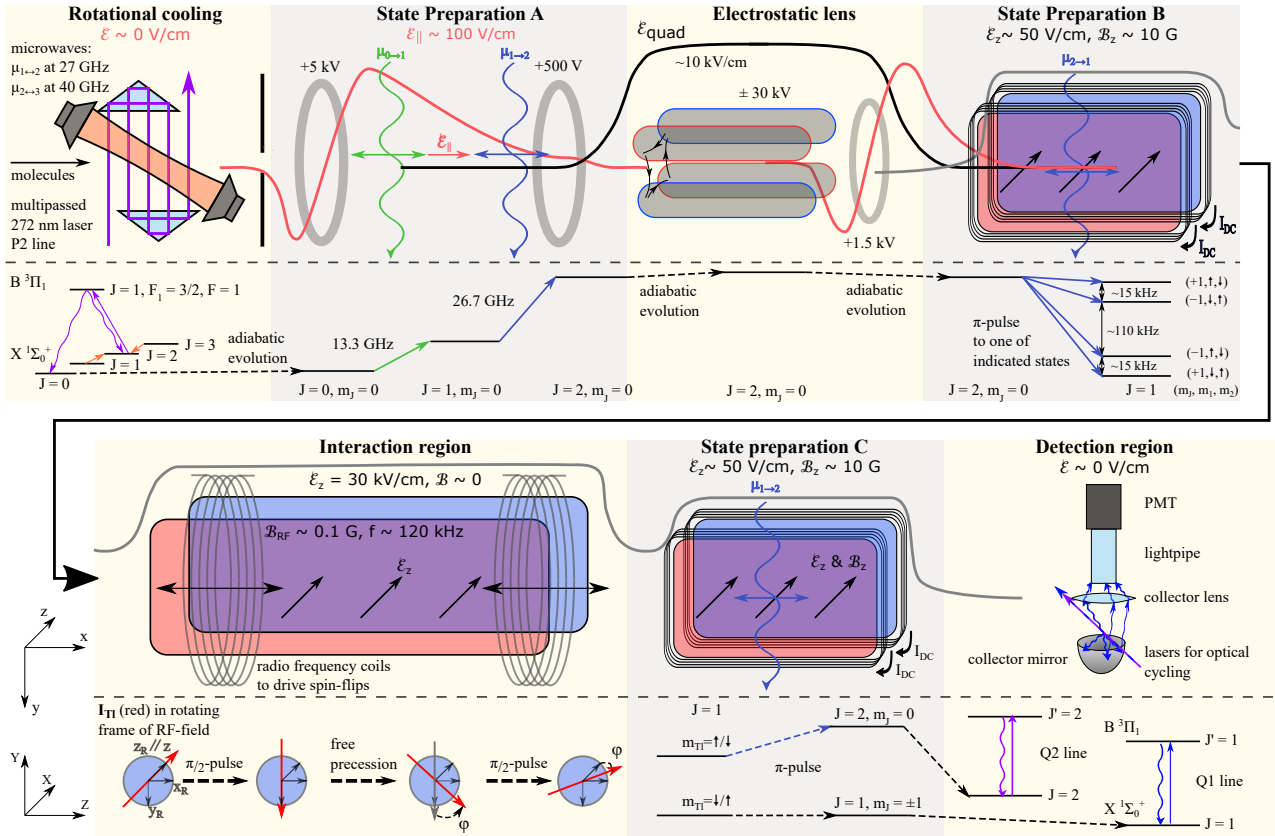 Rotational cooling
ℰ ~ 0 V/cm
microwaves:
μ1↔2 at 27 GHz
μ2↔3 at 40 GHz
molecules
multipassed
272 nm laser
P2 line
State Preparation A
ℰ∥ ~ 100 V/cm
μ0→1
μ1→2
+5 kV
+500 V
ℰ∥
Electrostatic lens
ℰquad
~10 kV/cm
± 30 kV
+1.5 kV
State Preparation B
ℰz~ 50 V/cm, ℬz ~ 10 G
μ2→1
IDC
IDC
B ³Π1
J = 1, F1 = 3/2, F = 1
X ¹Σ0⁺
J = 3
J = 2
J = 1
J = 0
adiabatic
evolution
13.3 GHz
26.7 GHz
J = 0, mJ = 0
J = 1, mJ = 0
J = 2, mJ = 0
adiabatic
evolution
J = 2, mJ = 0
adiabatic
evolution
π-pulse
to one of
indicated states
J = 2, mJ = 0
~15 kHz
~110 kHz
~15 kHz
(+1,↑,↓)
(−1,↓,↑)
(−1,↑,↓)
(+1,↓,↑)
J = 1
(mJ, m1, m2)
Interaction region
ℰz = 30 kV/cm, ℬ ~ 0
ℬRF ~ 0.1 G, f ~ 120 kHz
ℰz
radio frequency coils
to drive spin-flips
z
x
y
State preparation C
ℰz~ 50 V/cm, ℬz ~ 10 G
μ1→2
ℰz & ℬz
IDC
IDC
Detection region
ℰ ~ 0 V/cm
PMT
lightpipe
collector lens
collector mirror
lasers for optical
cycling
ITl (red) in rotating
frame of RF-field
zR // z
xR
yR
π/2-pulse
free
precession
φ
π/2-pulse
φ
Y
X
Z
J = 1
mTl=↑/↓
mTl=↓/↑
π-pulse
J = 2, mJ = 0
J = 1, mJ = ±1
J' = 2
Q2 line
J = 2
B ³Π1
J' = 1
Q1 line
X ¹Σ0⁺
J = 1